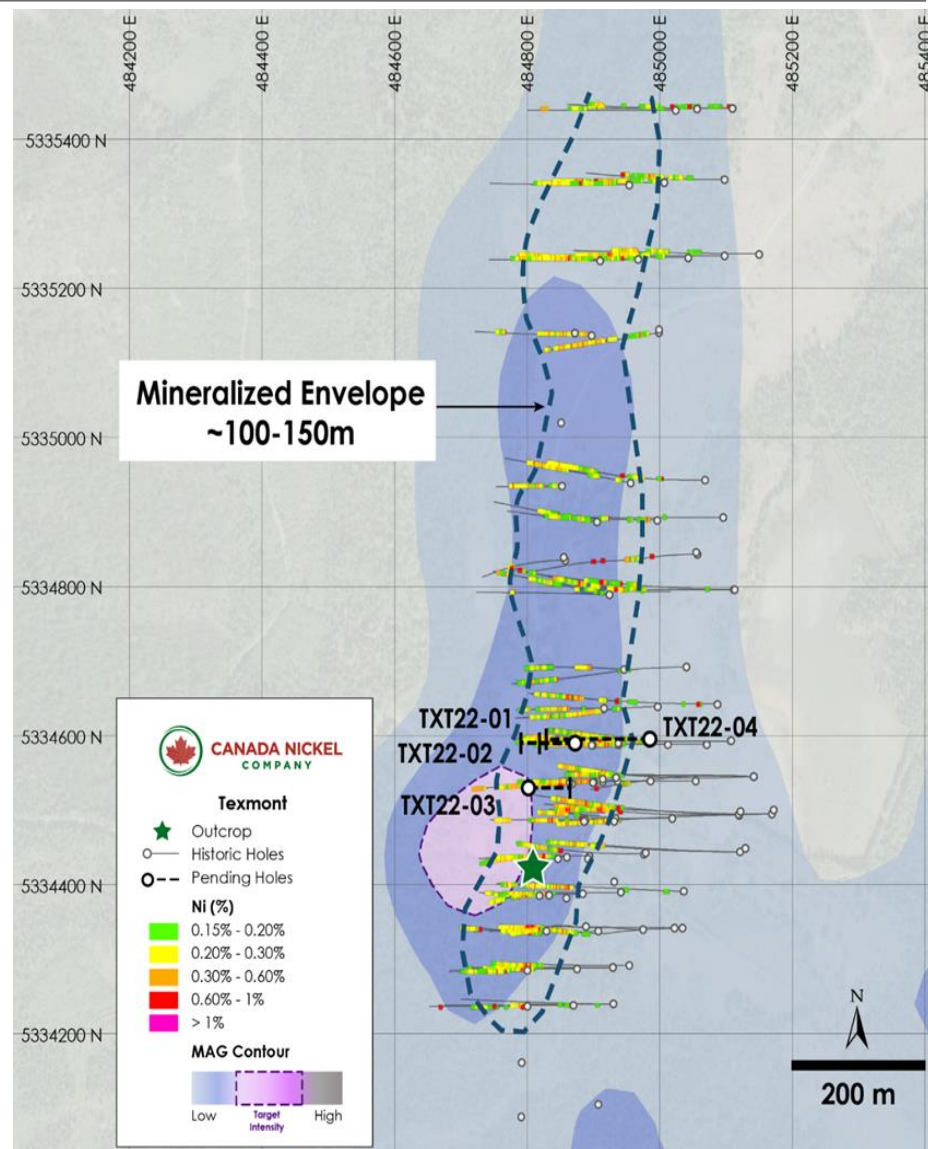 484200 E
484400 E
484600 E
484800 E
485000 E
485200 E
485400 E
5335400 N
5335200 N
Mineralized Envelope
~100-150m
5335000 N
5334800 N
TXT22-01
TXT22-04
5334600 N
TXT22-02
TXT22-03
5334400 N
5334200 N
CANADA NICKEL
COMPANY
Texmont
Outcrop
Historic Holes
Pending Holes
Ni (%)
0.15% - 0.20%
0.20% - 0.30%
0.30% - 0.60%
0.60% - 1%
> 1%
MAG Contour
Low
Target
Intensity
High
N
200 m